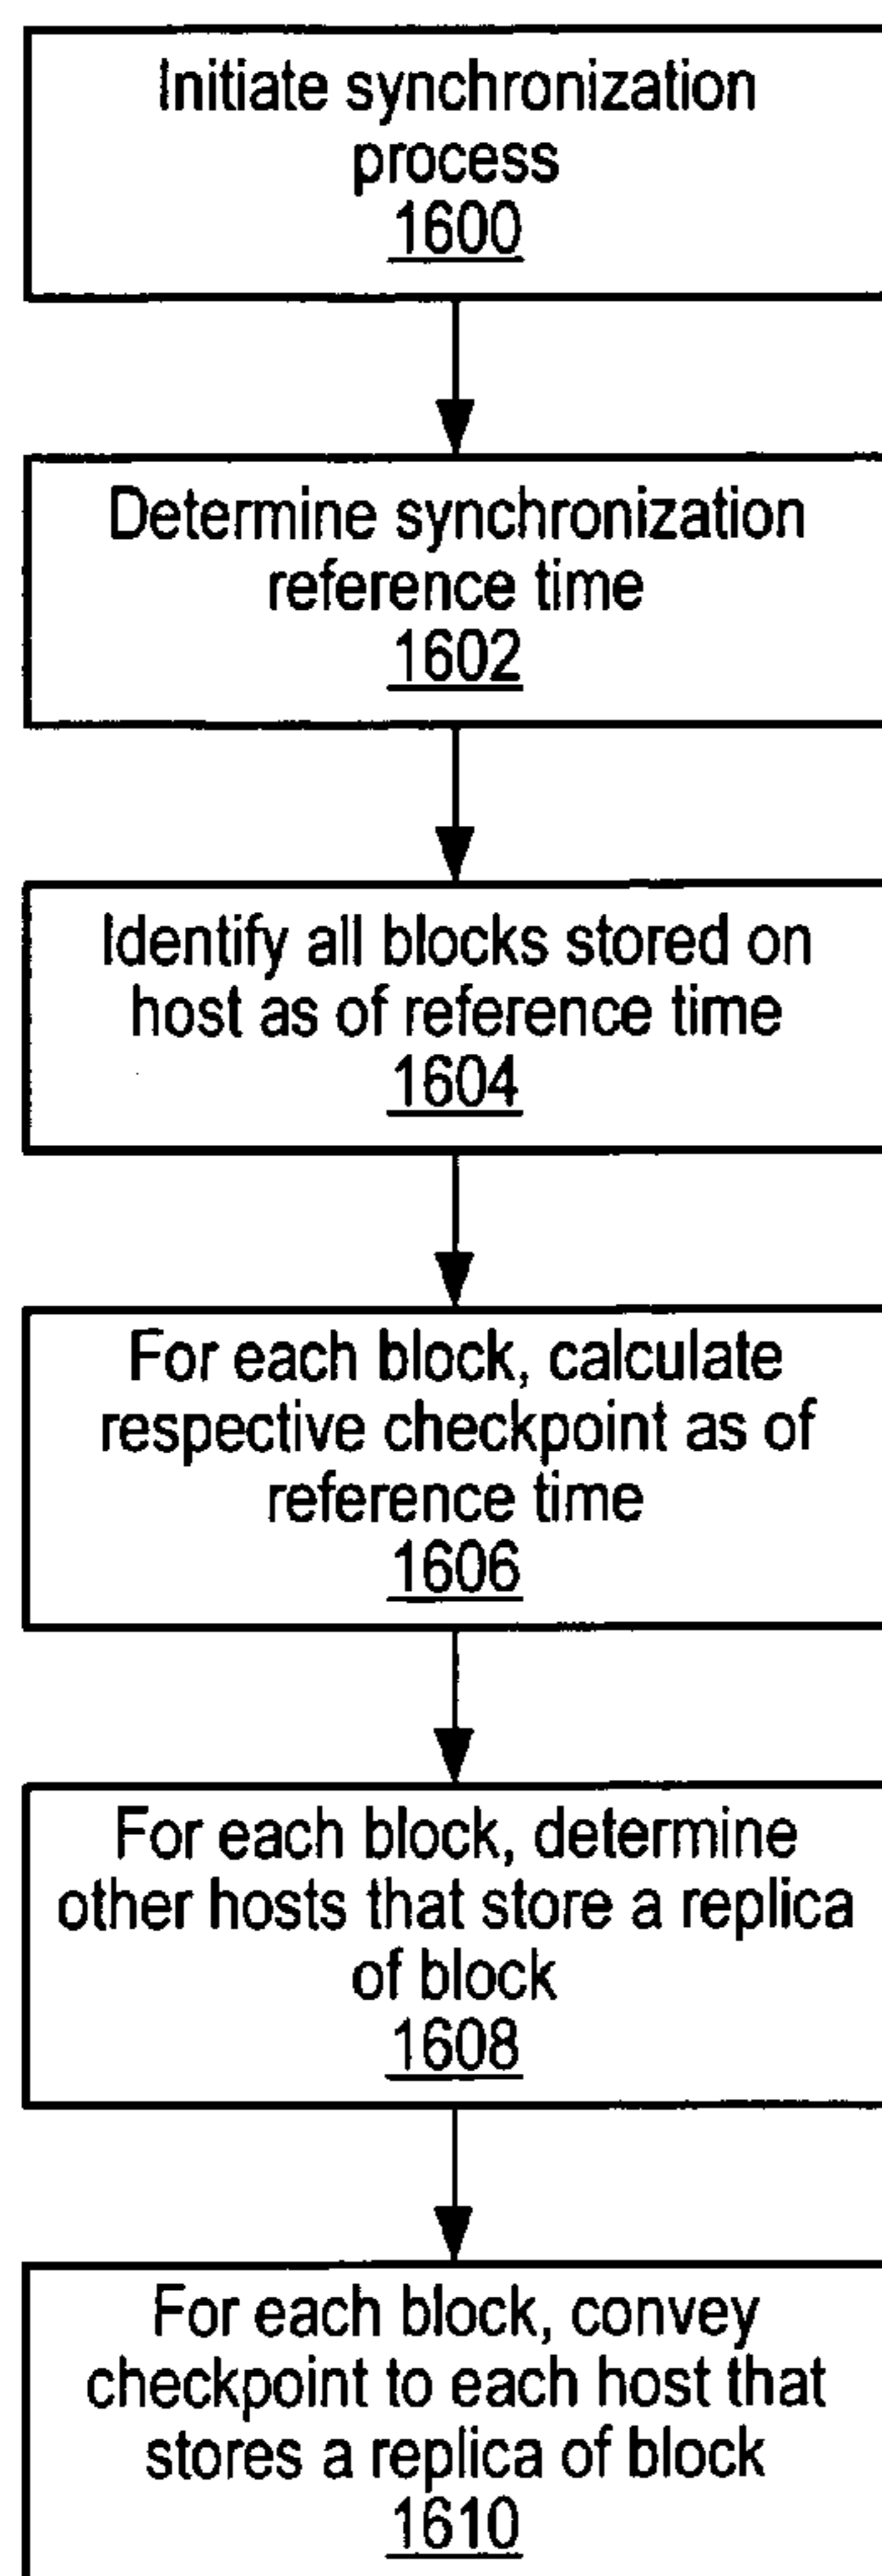 Initiate synchronization
process
1600
Determine synchronization
reference time
1602
Identify all blocks stored on
host as of reference time
1604
For each block, calculate
respective checkpoint as of
reference time
1606
For each block, determine
other hosts that store a replica
of block
1608
For each block, convey
checkpoint to each host that
stores a replica of block
1610